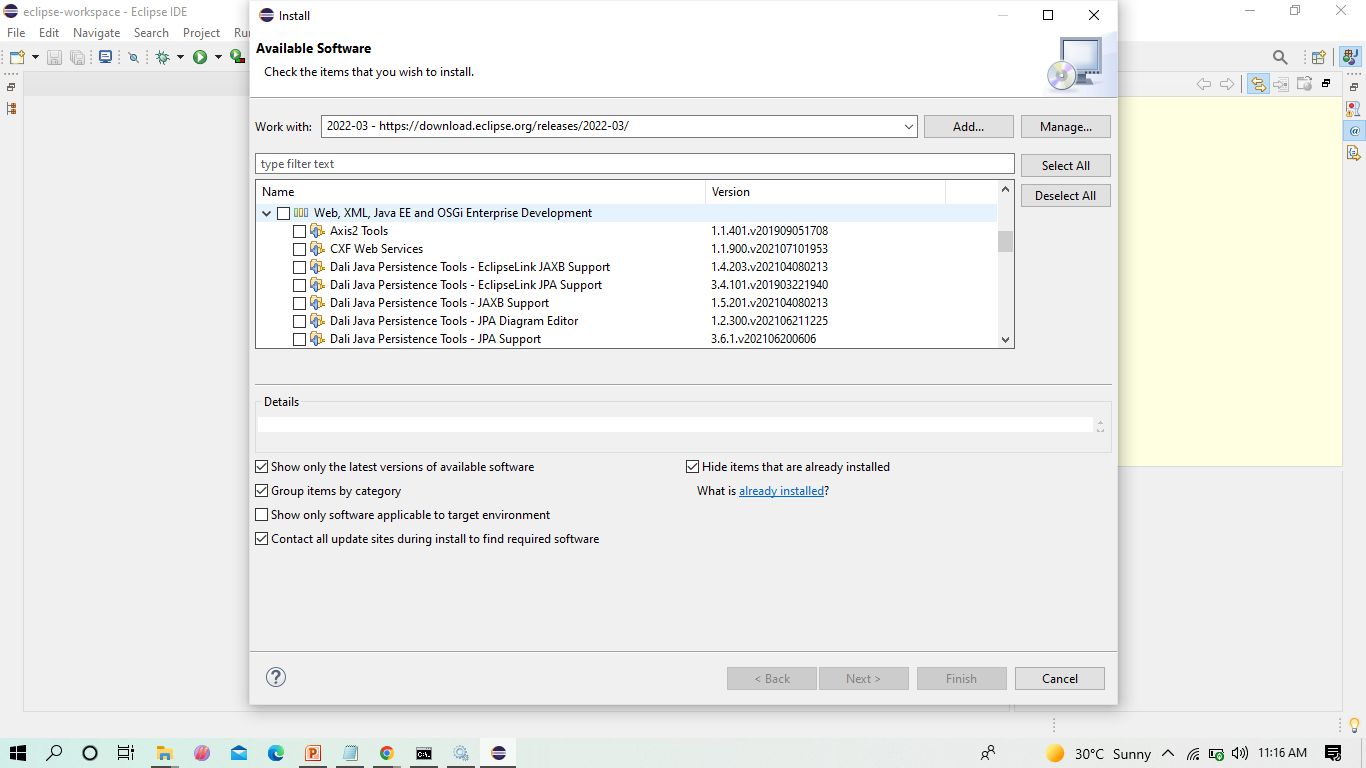 eclipse-workspace - Eclipse IDE
File Edit Navigate Search Project Ru
Install
Available Software
Check the items that you wish to install.
Work with: 2022-03 - https://download.eclipse.org/releases/2022-03/ Add... Manage...
type filter text
Select All
Deselect All
Name Version
Web, XML, Java EE and OSGi Enterprise Development
Axis2 Tools 1.1.401.v201909051708
CXF Web Services 1.1.900.v202107101953
Dali Java Persistence Tools - EclipseLink JAXB Support 1.4.203.v202104080213
Dali Java Persistence Tools - EclipseLink JPA Support 3.4.101.v201903221940
Dali Java Persistence Tools - JAXB Support 1.5.201.v202104080213
Dali Java Persistence Tools - JPA Diagram Editor 1.2.300.v202106211225
Dali Java Persistence Tools - JPA Support 3.6.1.v202106200606
Details
Show only the latest versions of available software Hide items that are already installed
Group items by category What is already installed?
Show only software applicable to target environment
Contact all update sites during install to find required software
? < Back Next > Finish Cancel
30°C Sunny 11:16 AM